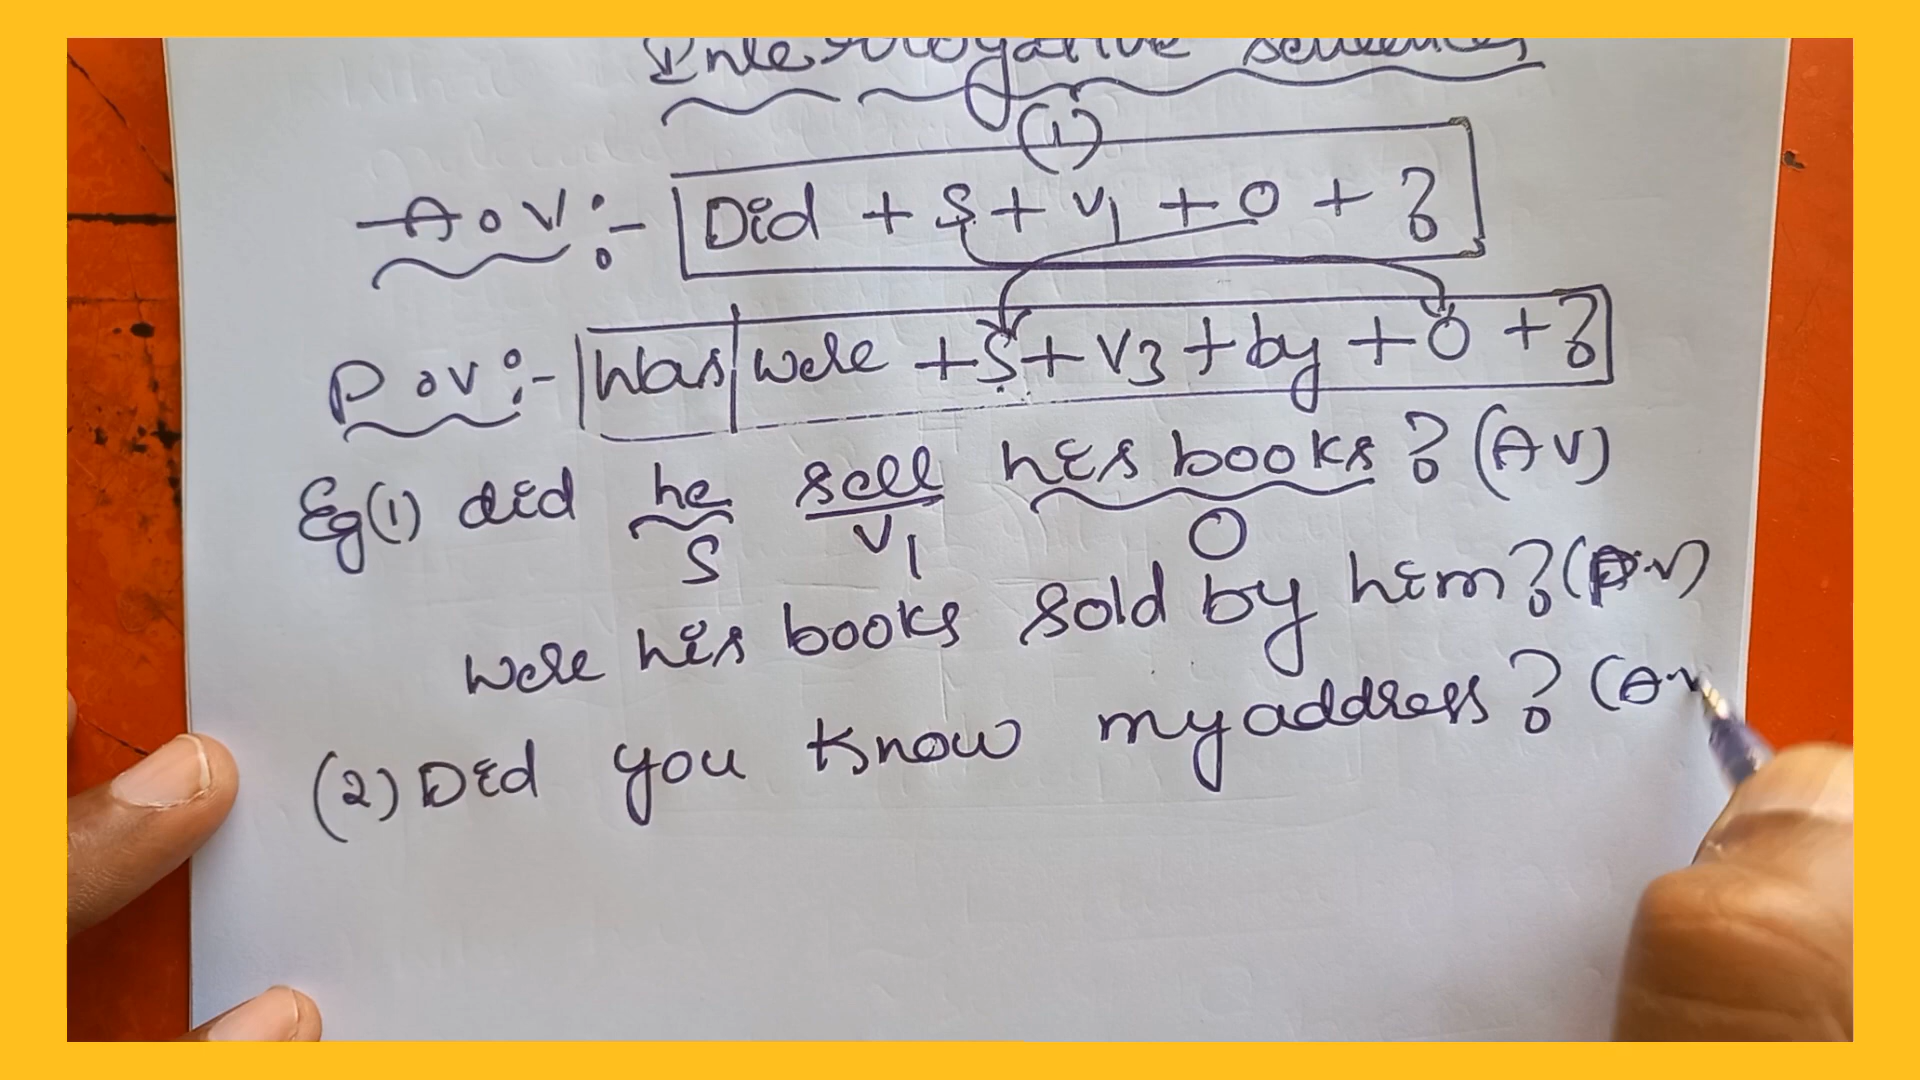 Interrogative sentences
(1)
A.V:- Did + S + V1 + O + ?
P.V:- Was/were + S + V3 + by + O + ?
Eg(1) did he sell his books? (AV)
S V1 O
were his books sold by him? (P.V)
(2) Did you know my address? (A.V